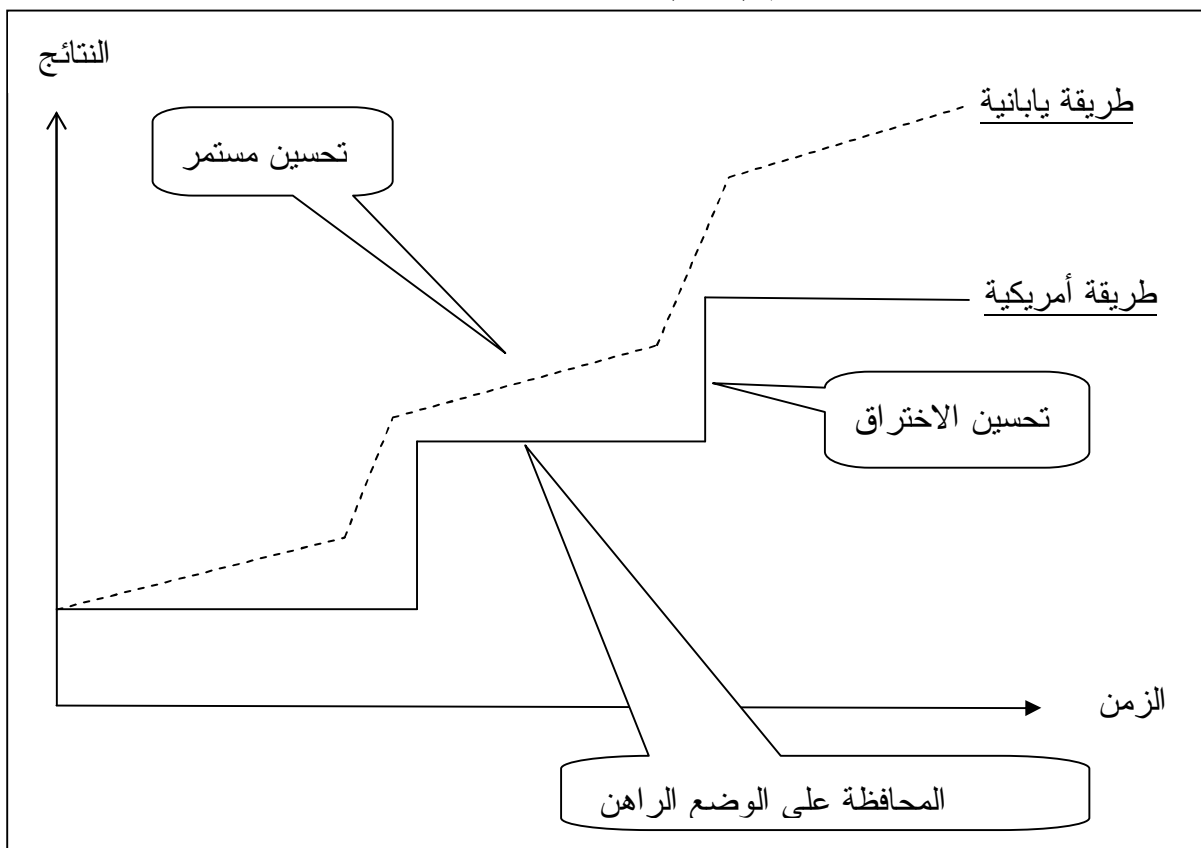 النتائج
طريقة يابانية
تحسين مستمر
طريقة أمريكية
تحسين الاختراق
الزمن
المحافظة على الوضع الراهن